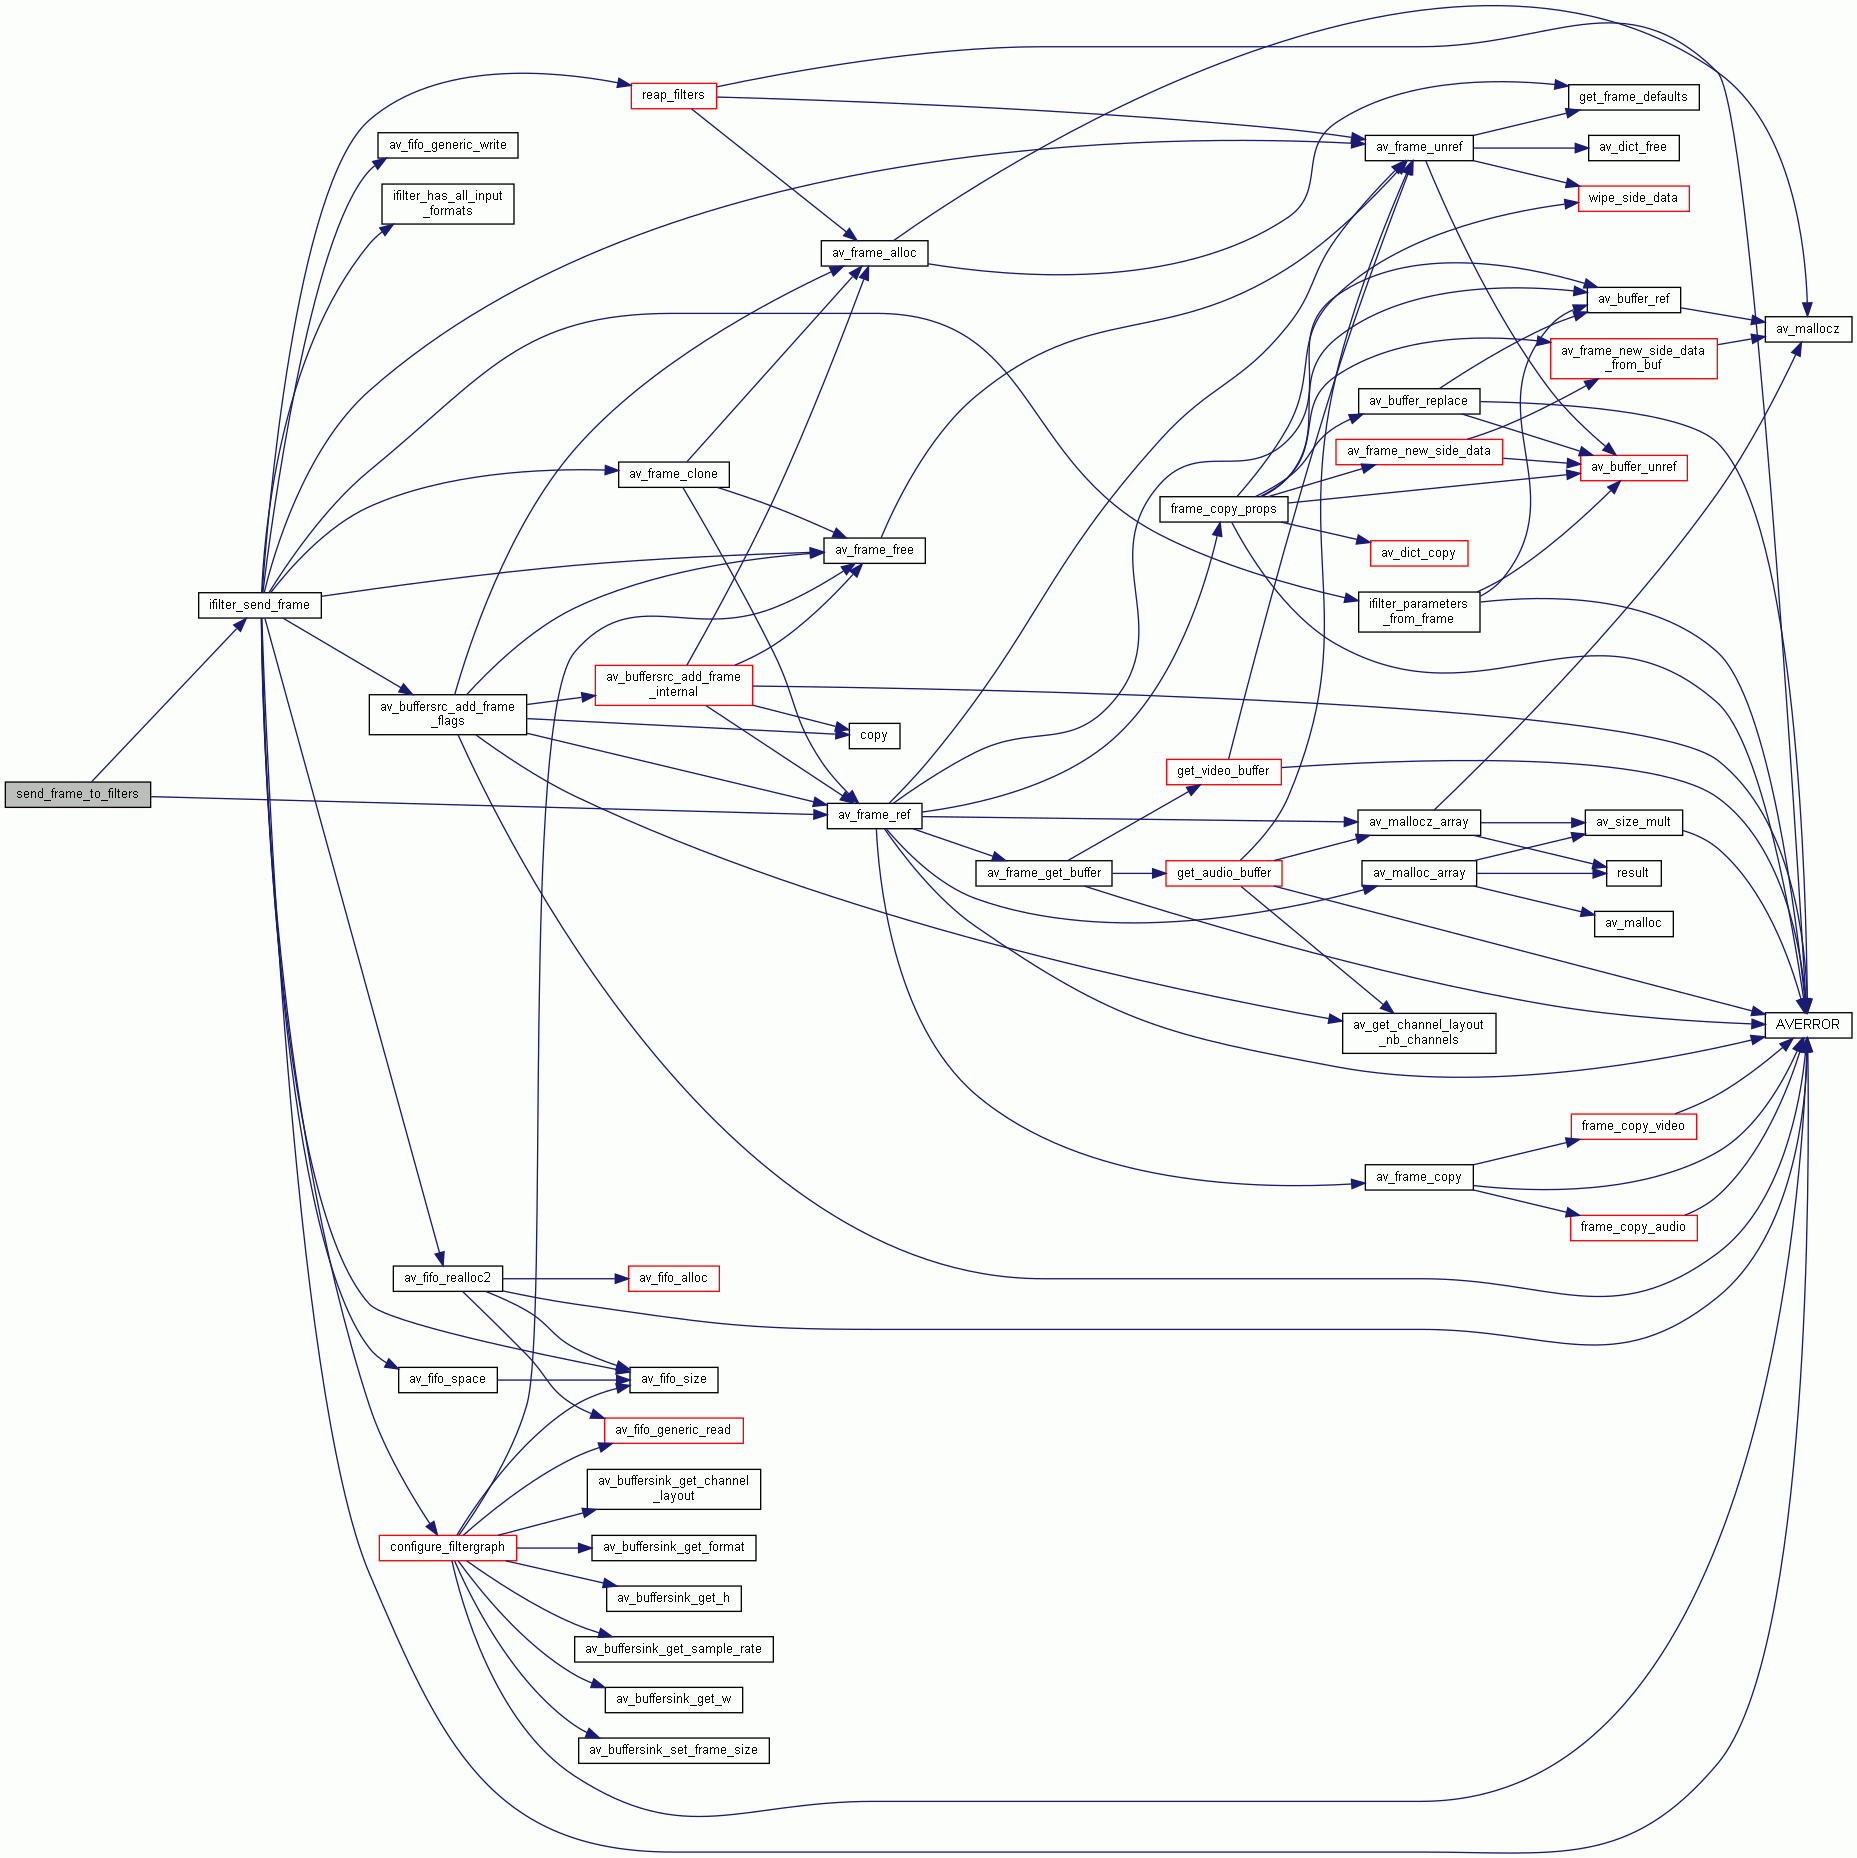 reap_filters
get_frame_defaults
av_fifo_generic_write
av_frame_unref
av_dict_free
ifilter_has_all_input
_formats
wipe_side_data
av_frame_alloc
av_buffer_ref
av_mallocz
av_frame_new_side_data
_from_buf
av_buffer_replace
av_frame_new_side_data
av_buffer_unref
av_frame_clone
frame_copy_props
av_frame_free
av_dict_copy
ifilter_send_frame
ifilter_parameters
_from_frame
av_buffersrc_add_frame
_internal
av_buffersrc_add_frame
_flags
copy
get_video_buffer
send_frame_to_filters
av_frame_ref
av_mallocz_array
av_size_mult
av_frame_get_buffer
get_audio_buffer
av_malloc_array
result
av_malloc
av_get_channel_layout
_nb_channels
AVERROR
frame_copy_video
av_frame_copy
frame_copy_audio
av_fifo_realloc2
av_fifo_alloc
av_fifo_space
av_fifo_size
av_fifo_generic_read
av_buffersink_get_channel
_layout
configure_filtergraph
av_buffersink_get_format
av_buffersink_get_h
av_buffersink_get_sample_rate
av_buffersink_get_w
av_buffersink_set_frame_size